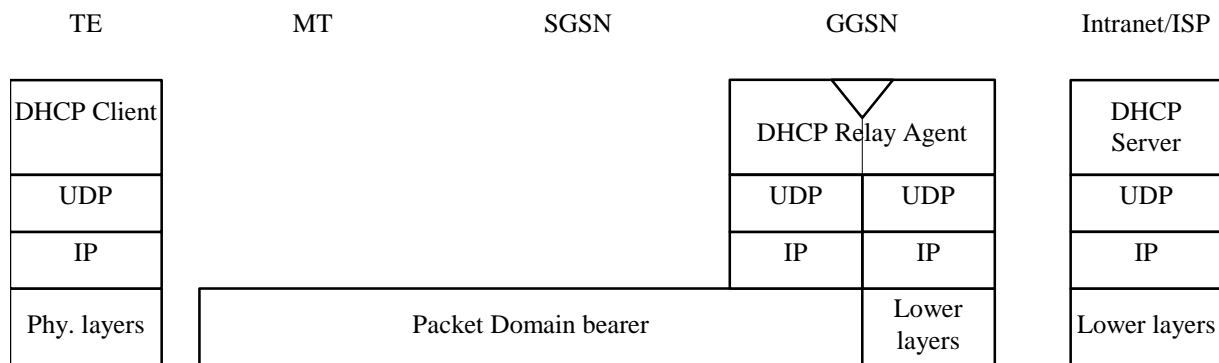 TE MT SGSN GGSN Intranet/ISP
DHCP Client
DHCP Relay Agent
DHCP
Server
UDP UDP UDP UDP
IP IP IP IP
Phy. layers
Packet Domain bearer
Lower
layers
Lower layers